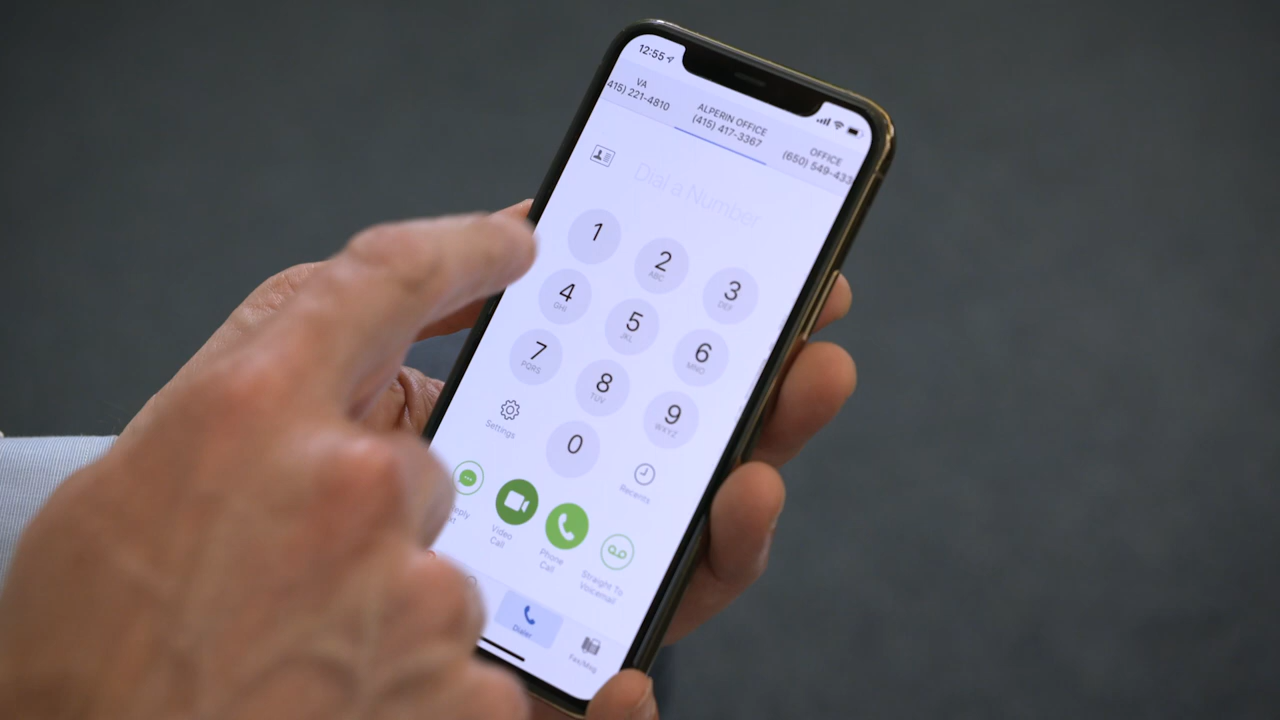 12:55
VA
415) 221-4810
ALPERIN OFFICE
(415) 417-3367
OFFICE
(650) 549-433
Dial a Number
1
2
ABC
3
DEF
4
GHI
5
JKL
6
MNO
7
PQRS
8
TUV
9
WXYZ
Settings
0
Recents
Video
Call
Phone
Call
Straight To
Voicemail
Dialer
Fax/Msg